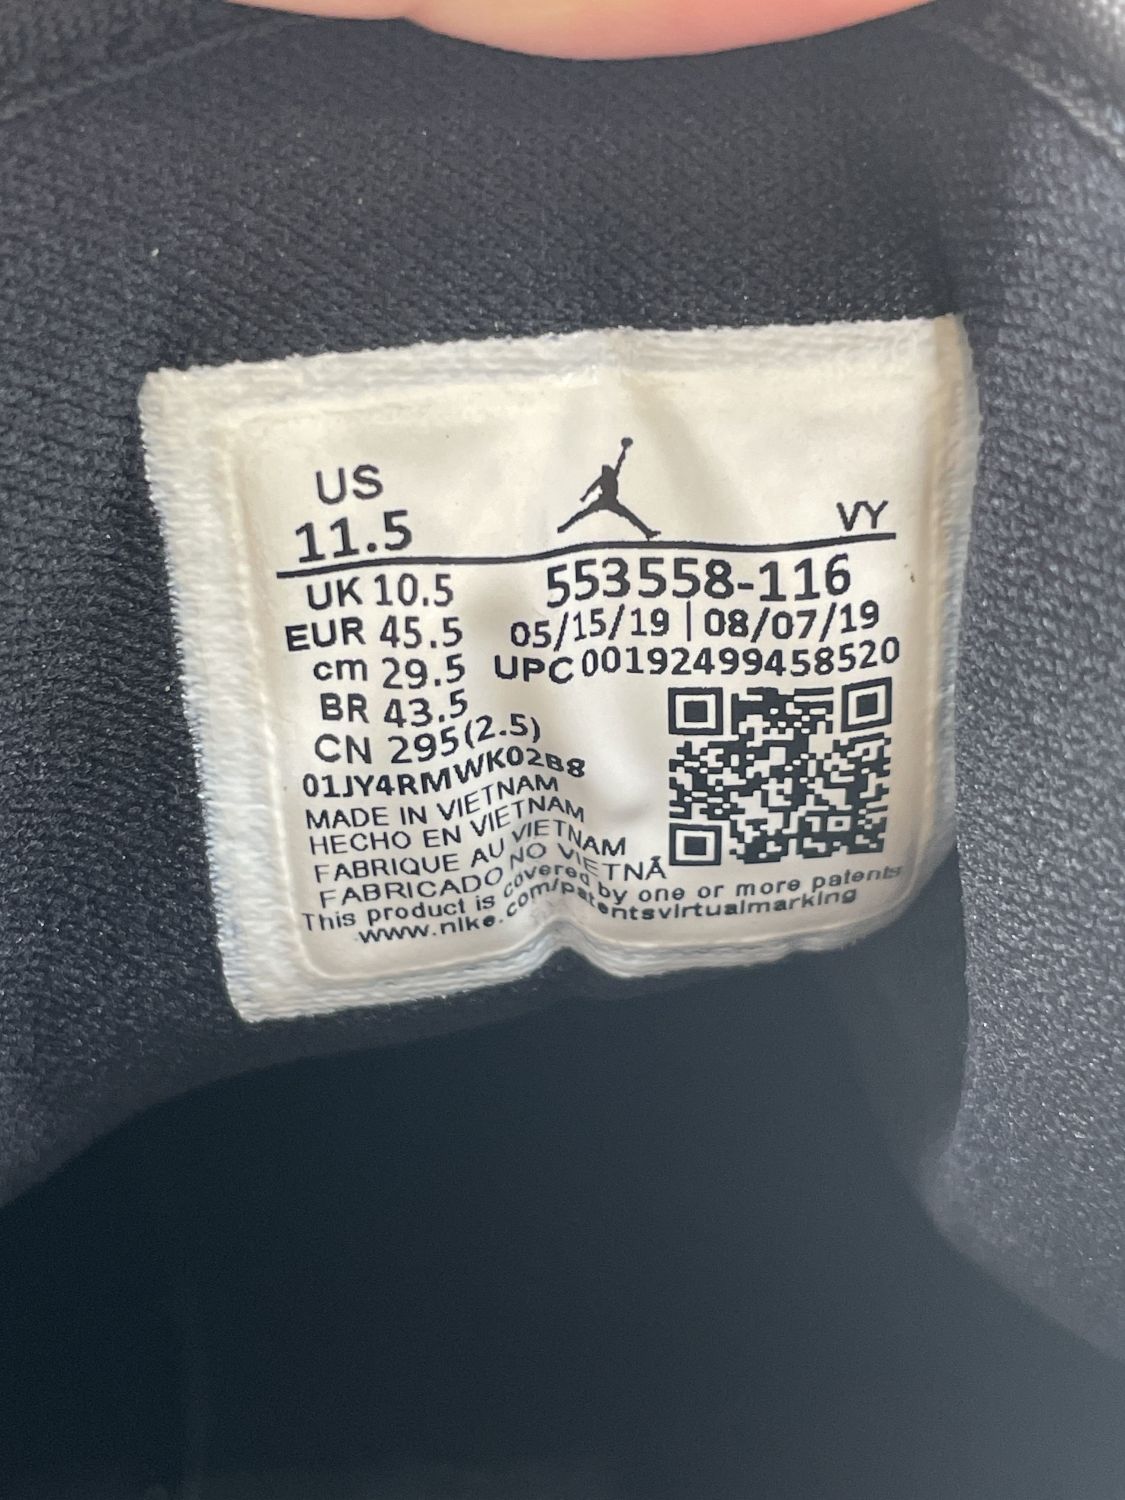 US
11.5
VY
UK 10.5
EUR 45.5
cm 29.5
BR 43.5
CN 295(2.5)
553558-116
05/15/19 | 08/07/19
UPC 00192499458520
01JY4RMWK02B8
MADE IN VIETNAM
HECHO EN VIETNAM
FABRIQUE AU VIETNAM
FABRICADO NO VIETNÃ
This product is covered by one or more patents
www.nike.com/patentsvirtualmarking